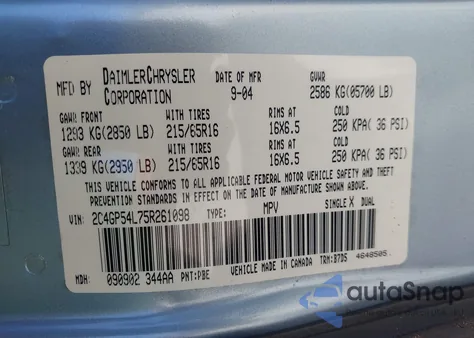 MFD BY DAIMLERCHRYSLER CORPORATION DATE OF MFR 9-04 GVWR 2586 KG(05700 LB)
GAWR FRONT WITH TIRES RIMS AT COLD
1293 KG(2850 LB) 215/65R16 16X6.5 250 KPA( 36 PSI)
GAWR REAR WITH TIRES RIMS AT COLD
1339 KG(2950 LB) 215/65R16 16X6.5 250 KPA( 36 PSI)
THIS VEHICLE CONFORMS TO ALL APPLICABLE FEDERAL MOTOR VEHICLE SAFETY, BUMPER, AND THEFT
PREVENTION STANDARDS IN EFFECT ON THE DATE OF MANUFACTURE SHOWN ABOVE.
VIN: 2C4GP54L75R261098 TYPE: MPV SINGLE X DUAL
MDH: 090902 344AA PNT: PBE VEHICLE MADE IN CANADA TRM: B7D5 4648505
autoSnap